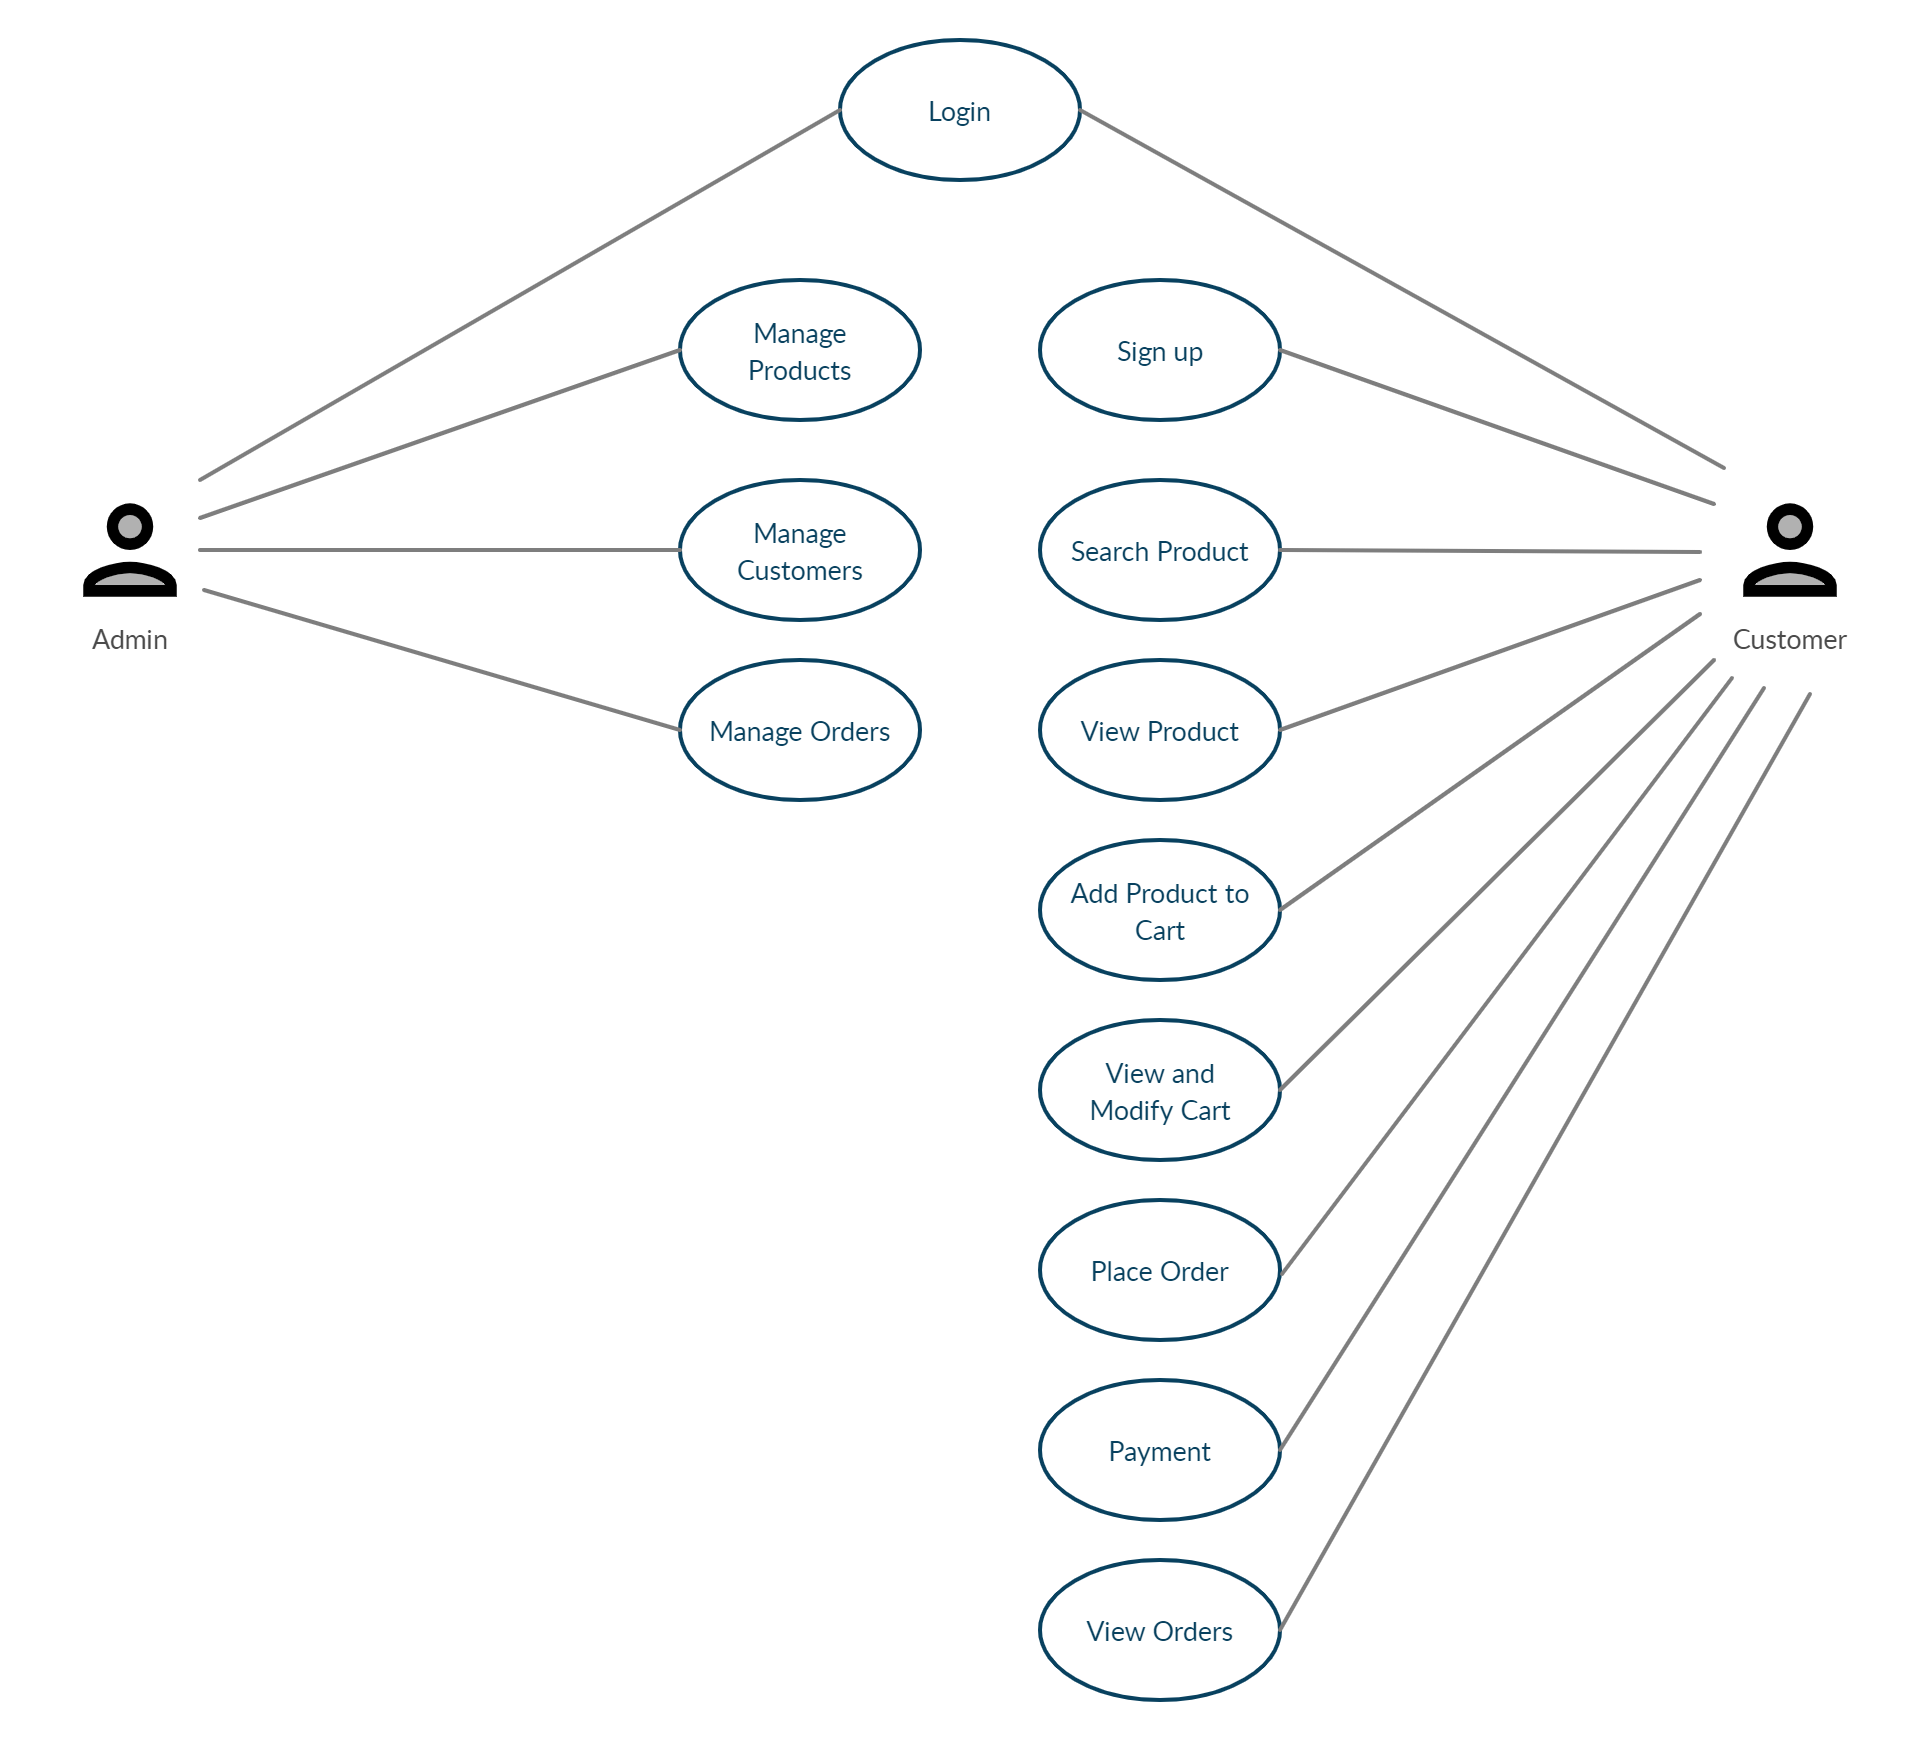 Login
Manage
Products
Sign up
Manage
Customers
Search Product
Admin
Customer
Manage Orders
View Product
Add Product to
Cart
View and
Modify Cart
Place Order
Payment
View Orders